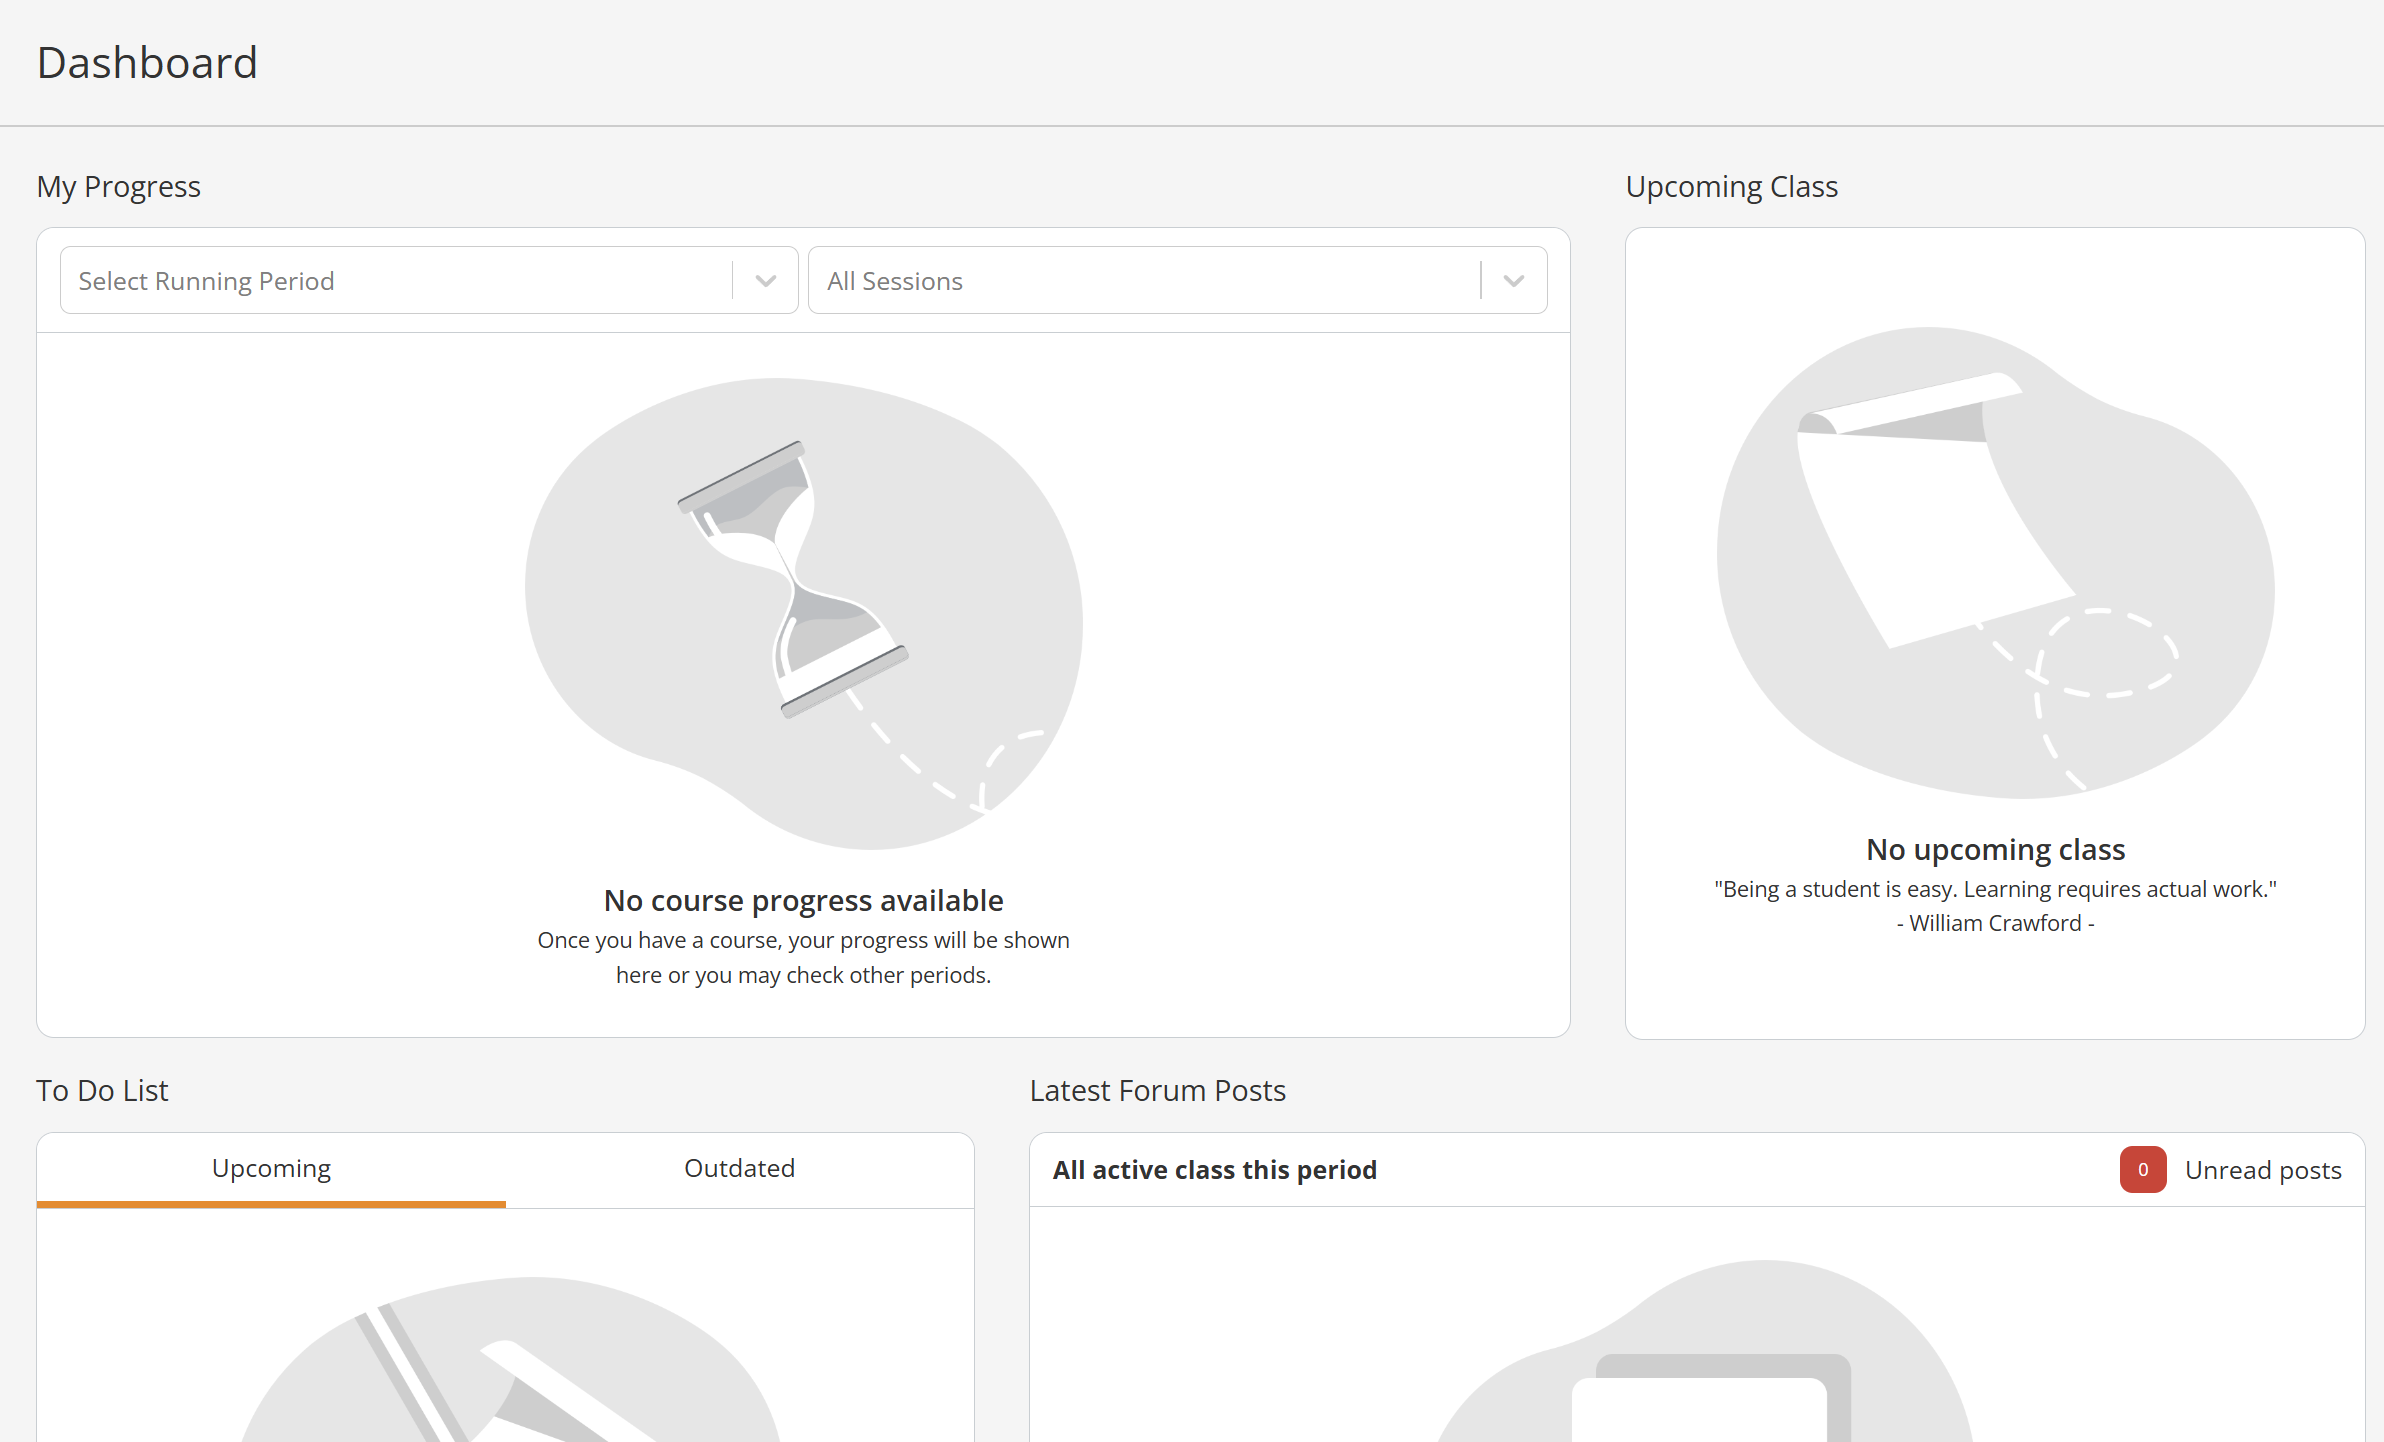 Dashboard
My Progress
Select Running Period
All Sessions
No course progress available
Once you have a course, your progress will be shown
here or you may check other periods.
Upcoming Class
No upcoming class
"Being a student is easy. Learning requires actual work."
- William Crawford -
To Do List
Upcoming
Outdated
Latest Forum Posts
All active class this period
0 Unread posts